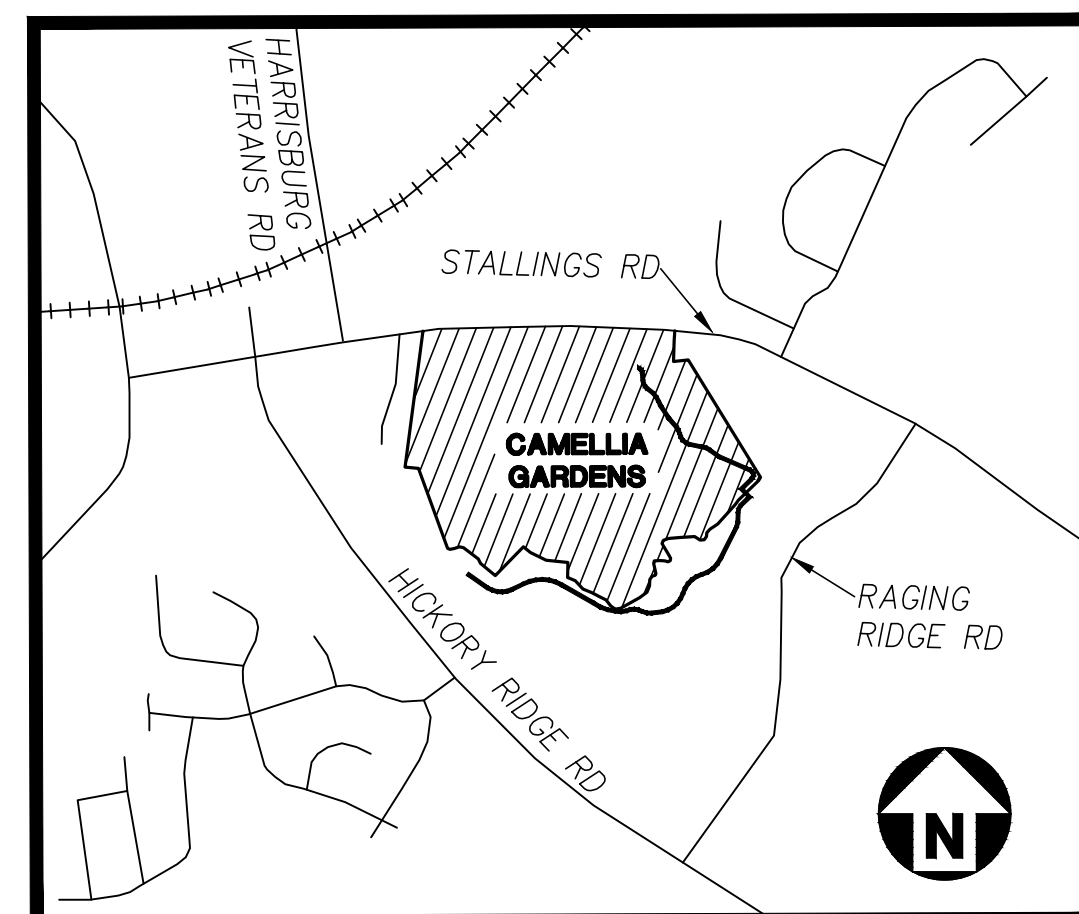 HARRISBURG
VETERANS RD
STALLINGS RD
CAMELLIA
GARDENS
RAGING
RIDGE RD
HICKORY RIDGE RD
N